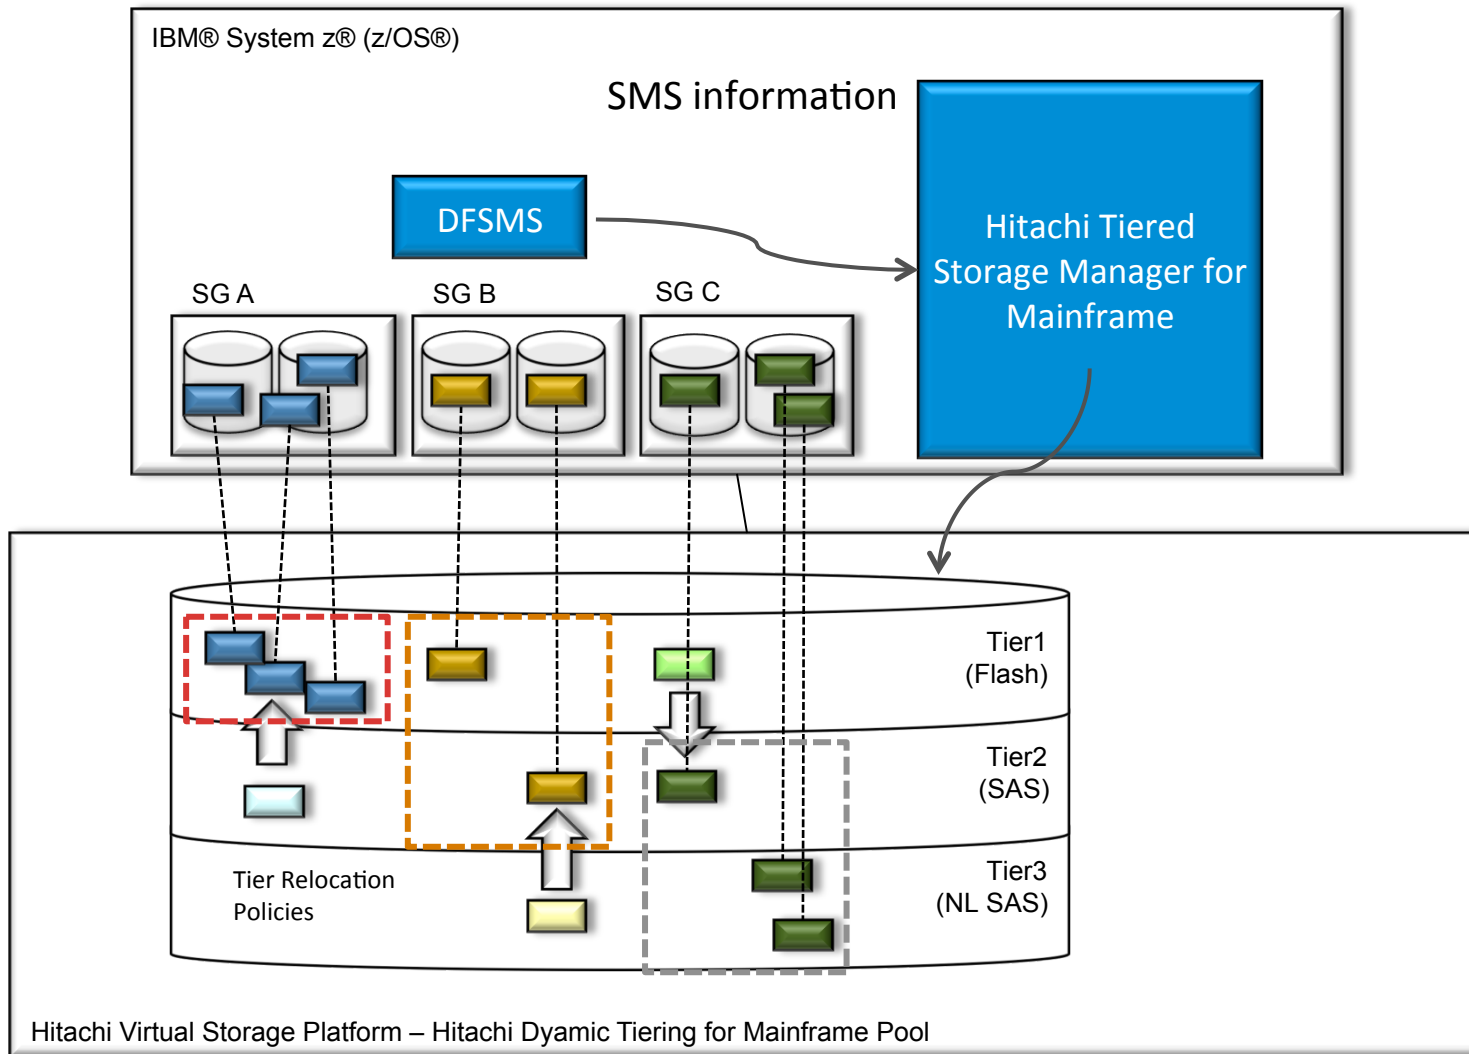 IBM® System z® (z/OS®)
SMS information
DFSMS
Hitachi Tiered
Storage Manager for
Mainframe
SG A
SG B
SG C
Tier1
(Flash)
Tier2
(SAS)
Tier3
(NL SAS)
Tier Relocation
Policies
Hitachi Virtual Storage Platform – Hitachi Dyamic Tiering for Mainframe Pool